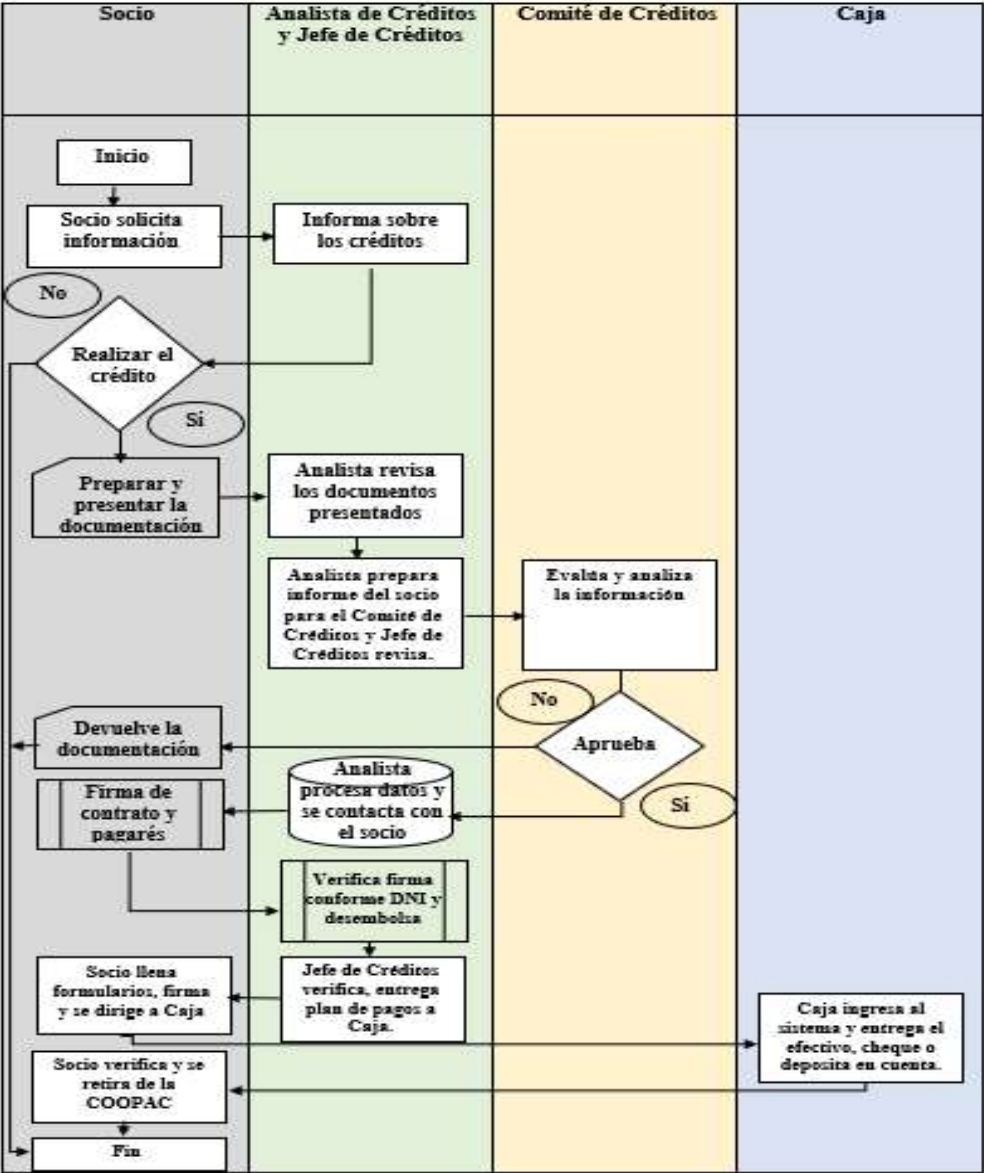 Socio
Analista de Créditos
y Jefe de Créditos
Comité de Créditos
Caja
Inicio
Socio solicita
información
Informa sobre
los créditos
No
Realizar el
crédito
Sí
Preparar y
presentar la
documentación
Analista revisa
los documentos
presentados
Analista prepara
informe del socio
para el Comité de
Créditos y Jefe de
Créditos revisa.
Evalúa y analiza
la información
No
Aprueba
Sí
Devuelve la
documentación
Analista
procesa datos y
se contacta con
el socio
Firma de
contrato y
pagarés
Verifica firma
conforme DNI y
desembolsa
Jefe de Créditos
verifica, entrega
plan de pagos a
Caja.
Socio llena
formularios, firma
y se dirige a Caja
Caja ingresa al
sistema y entrega el
efectivo, cheque o
deposita en cuenta.
Socio verifica y se
retira de la
COOPAC
Fin